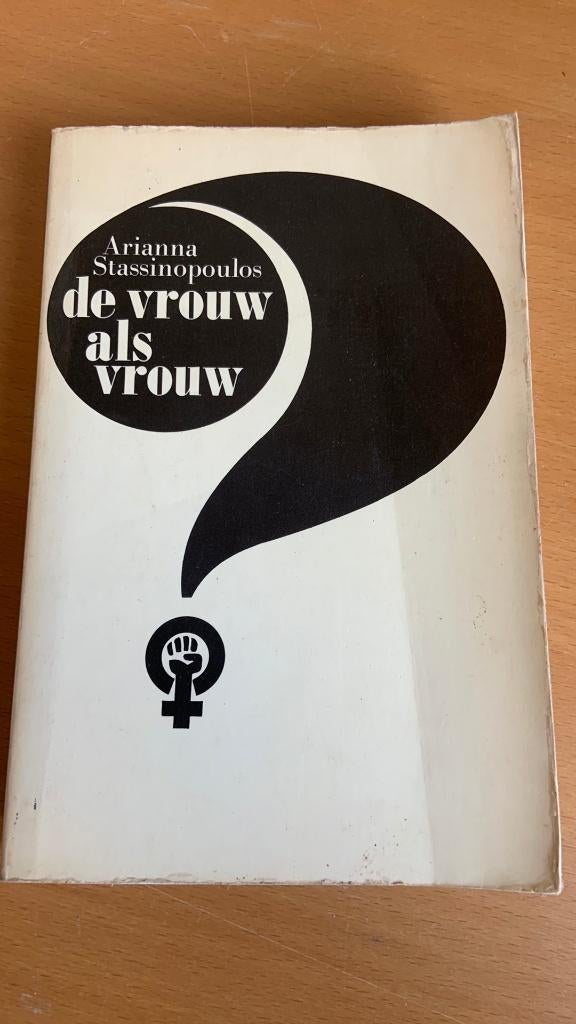 Arianna
Stassinopoulos
de vrouw
als
vrouw